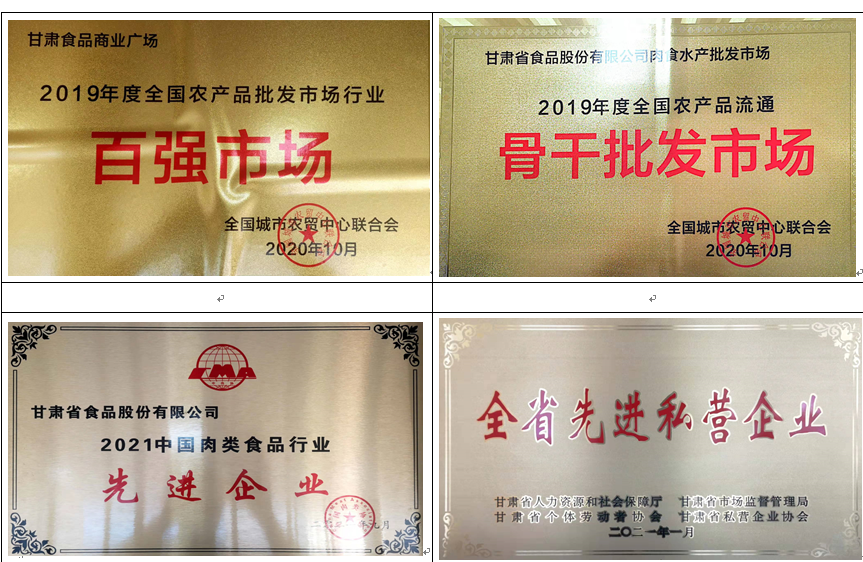 甘肃食品商业广场
2019年度全国农产品批发市场行业
百强市场
全国城市农贸中心联合会
2020年10月
甘肃省食品股份有限公司肉食水产批发市场
2019年度全国农产品流通
骨干批发市场
全国城市农贸中心联合会
2020年10月
甘肃省食品股份有限公司
2021中国肉类食品行业
先进企业
全省先进私营企业
甘肃省人力资源和社会保障厅 甘肃省市场监督管理局
甘肃省个体劳动者协会 甘肃省私营企业协会
二〇二一年一月